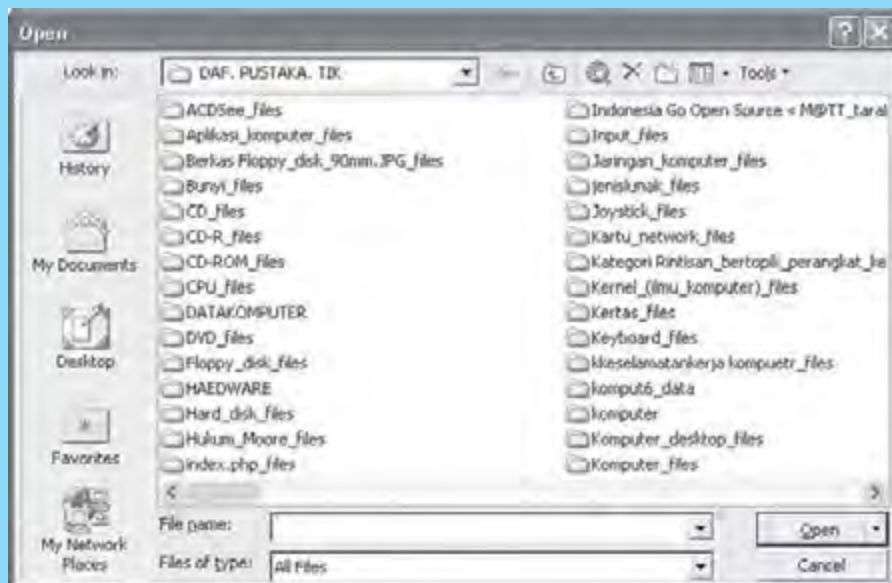 Open
Look in:
DAF. PUSTAKA. TIK
Tools
History
My Documents
Desktop
Favorites
My Network
Places
ACDSee_files
Aplikasi_komputer_files
Berkas Floppy_disk_90mm.JPG_files
Bunyi_files
CD_files
CD-R_files
CD-ROM_files
CPU_files
DATAKOMPUTER
DVD_files
Floppy_disk_files
HAEDWARE
Hard_disk_files
Hukum_Moore_files
index.php_files
Indonesia Go Open Source « M@TT_taral
Input_files
Jaringan_komputer_files
jenislunak_files
Joystick_files
Kartu_network_files
Kategori Rintisan_bertopik_perangkat_ke
Kernel_(ilmu_komputer)_files
Kertas_files
Keyboard_files
kkeselamatankerja kompuetr_files
komput6_data
komputer
Komputer_desktop_files
Komputer_files
File name:
Open
Files of type:
All Files
Cancel